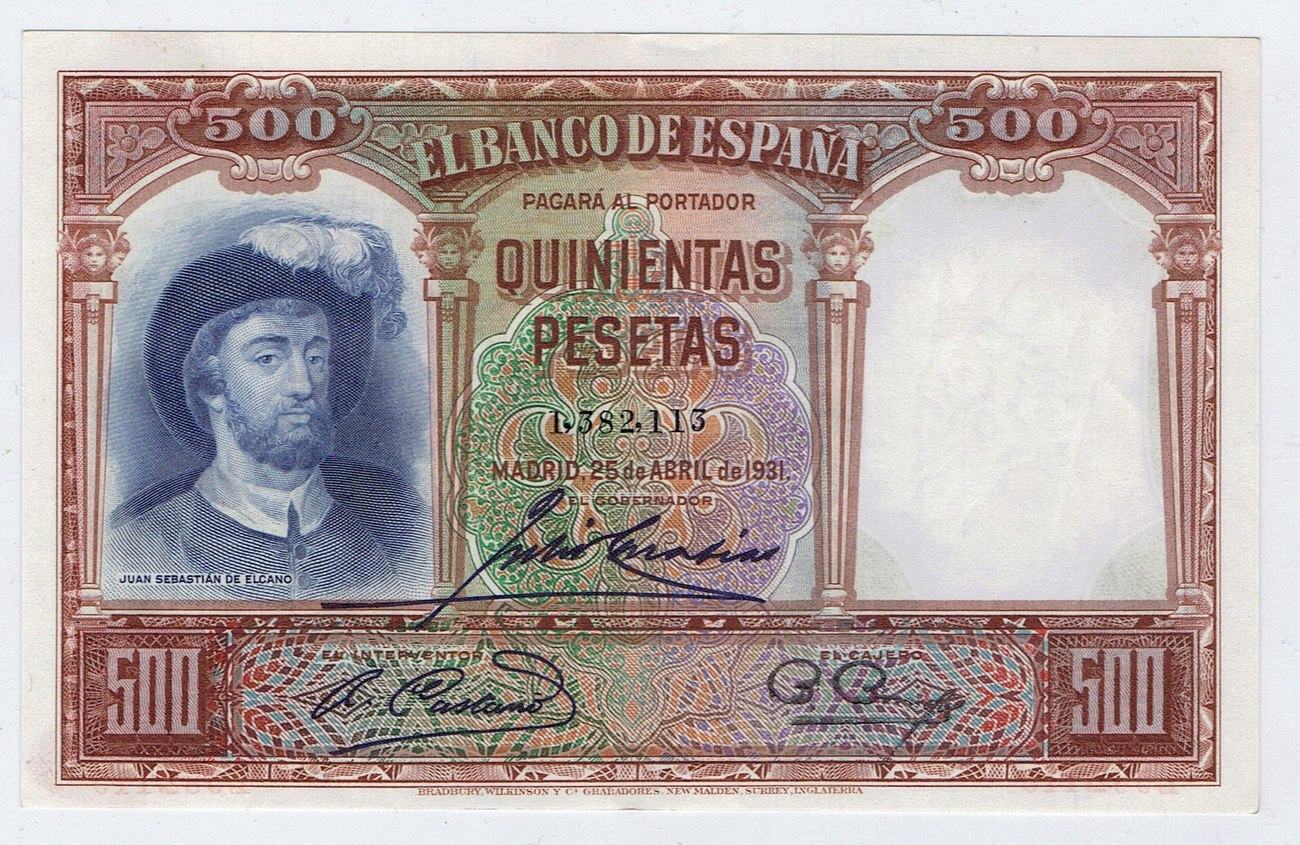 500
500
EL BANCO DE ESPAÑA
PAGARÁ AL PORTADOR
QUINIENTAS
PESETAS
1,382,113
MADRID, 25 de ABRIL de 1931.
EL GOBERNADOR
JUAN SEBASTIÁN DE ELCANO
500
EL INTERVENTOR
A. Castaño
EL CAJERO
500
BRADBURY, WILKINSON Y Cª GRABADORES. NEW MALDEN. SURREY, INGLATERRA